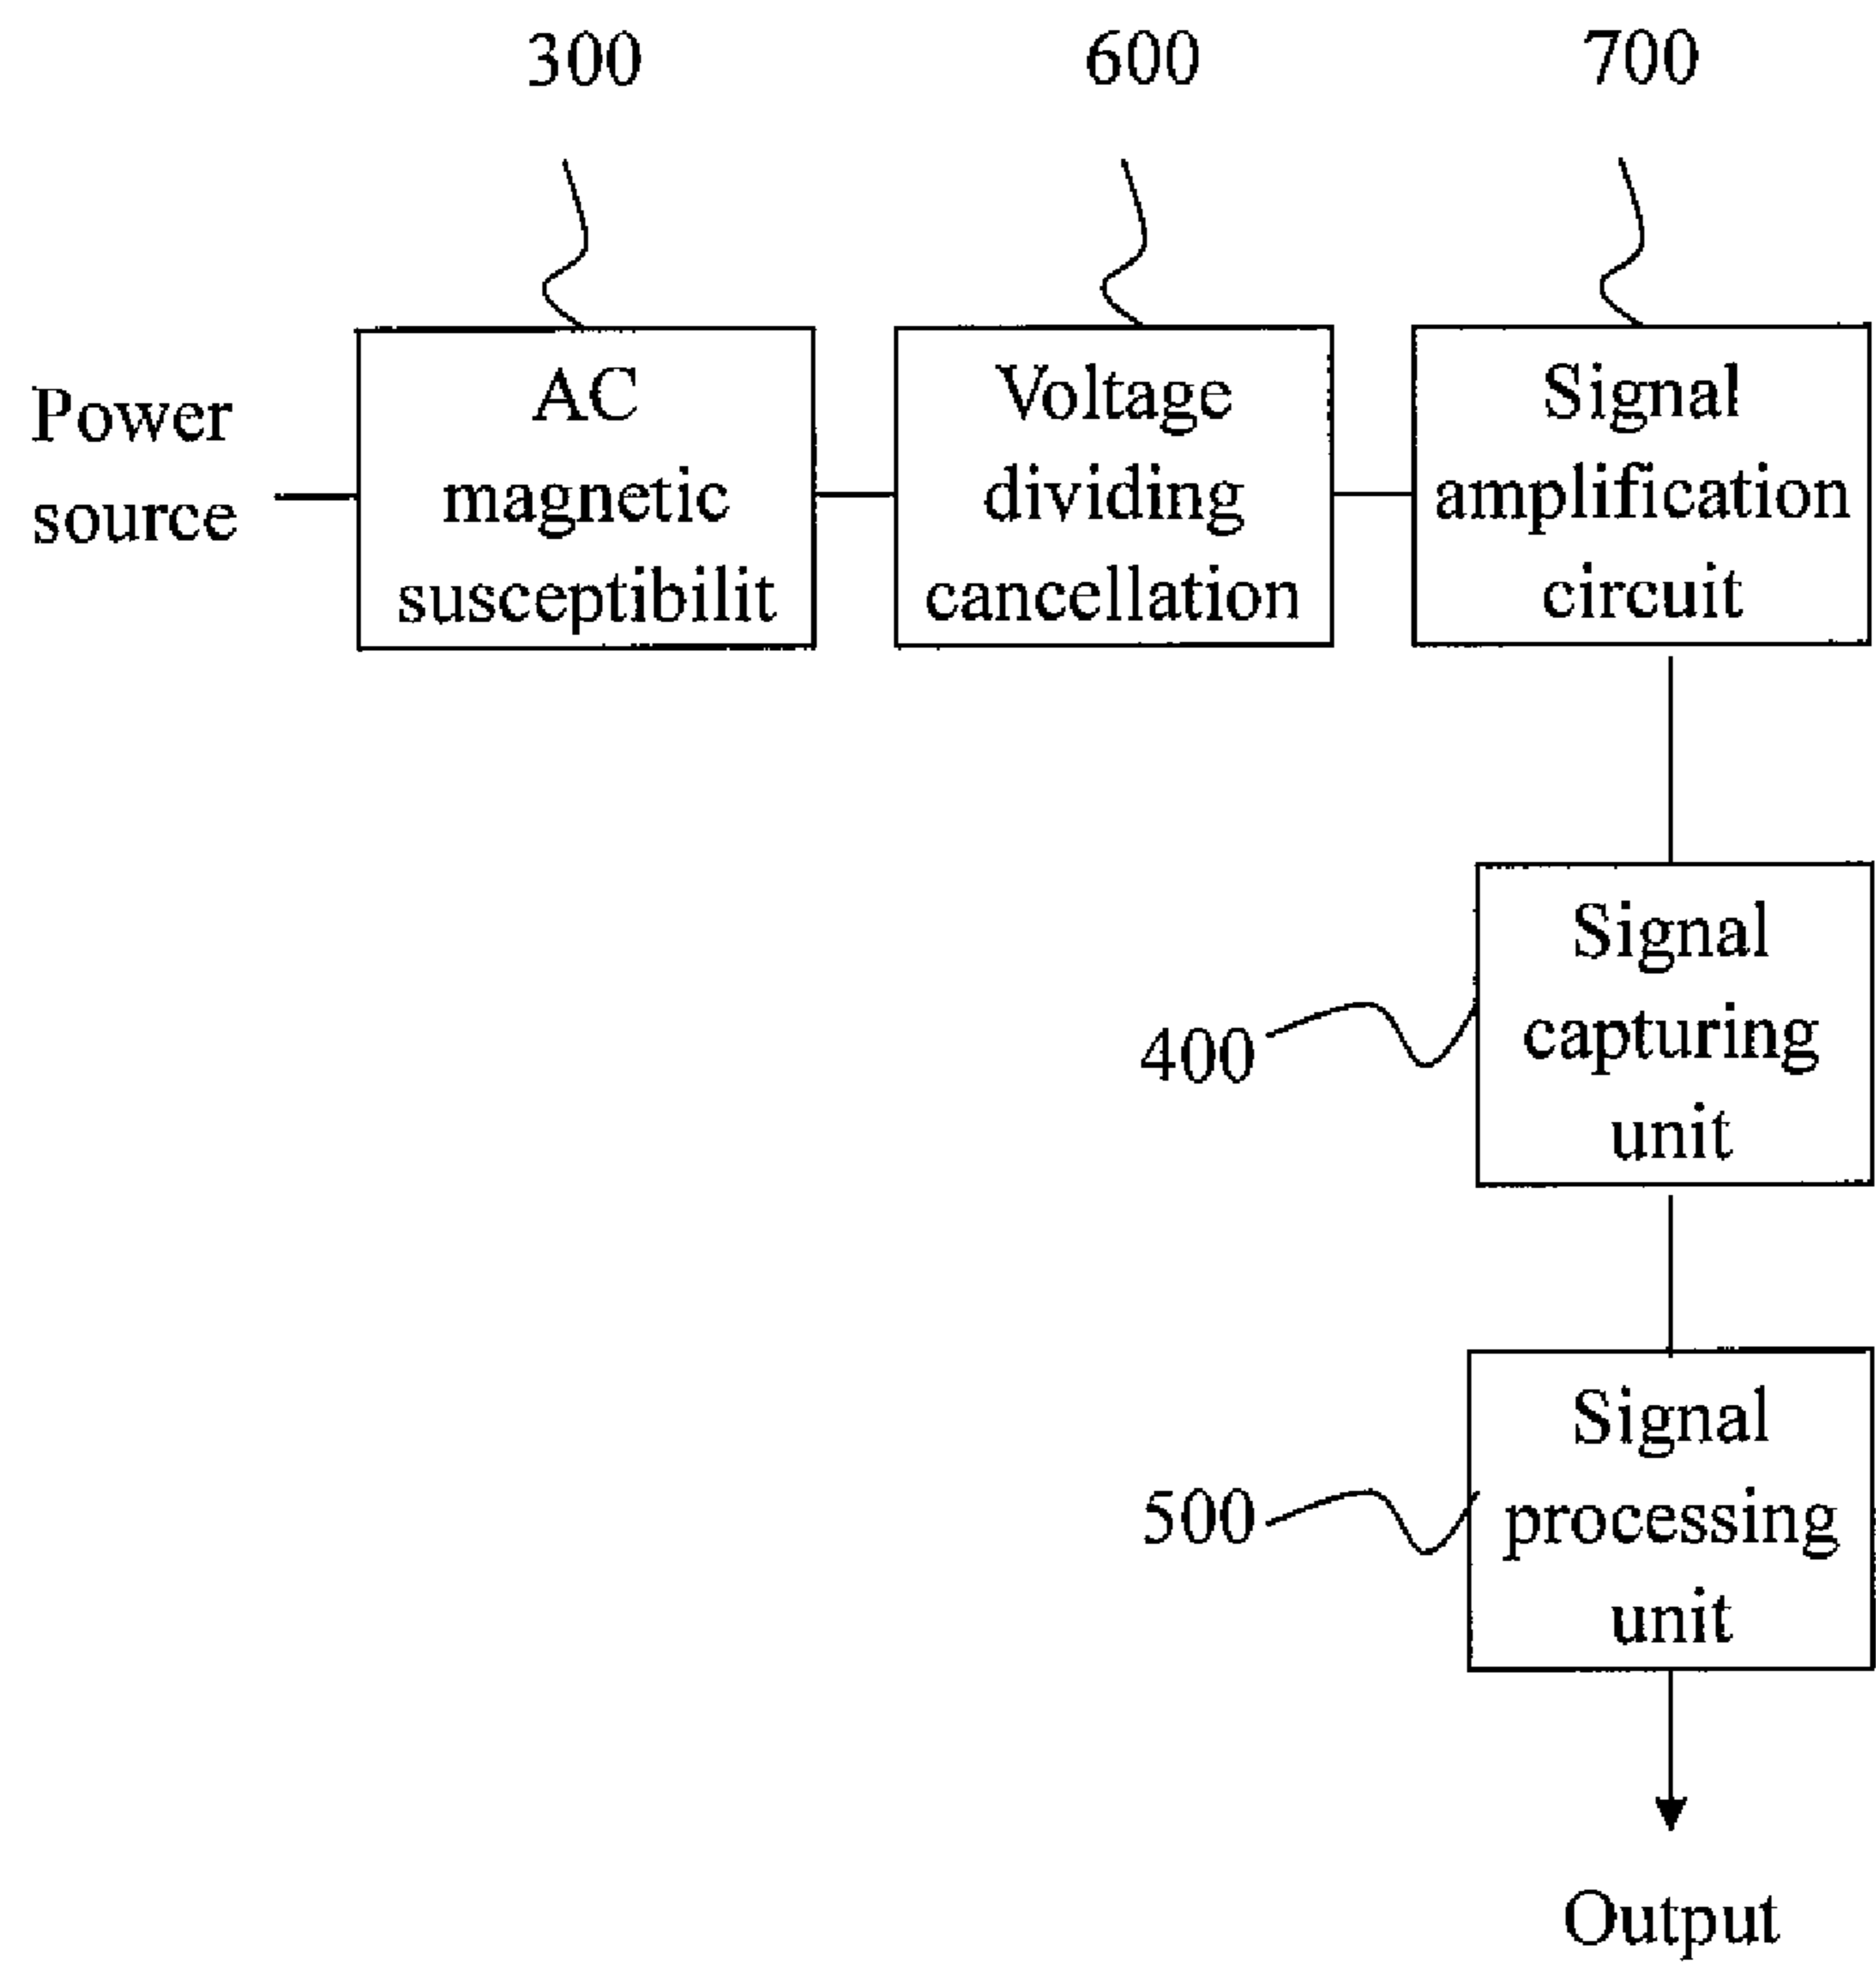 300
600
700
Power
source
AC
magnetic
susceptibilit
Voltage
dividing
cancellation
Signal
amplification
circuit
400
Signal
capturing
unit
500
Signal
processing
unit
Output